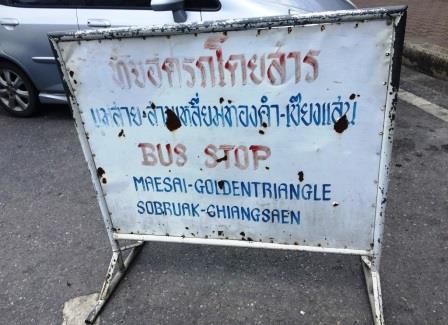 ที่จอดรถโดยสาร
แม่สาย-สามเหลี่ยมทองคำ-เชียงแสน
BUS STOP
MAESAI-GOLDENTRIANGLE
SOBRUAK-CHIANGSAEN